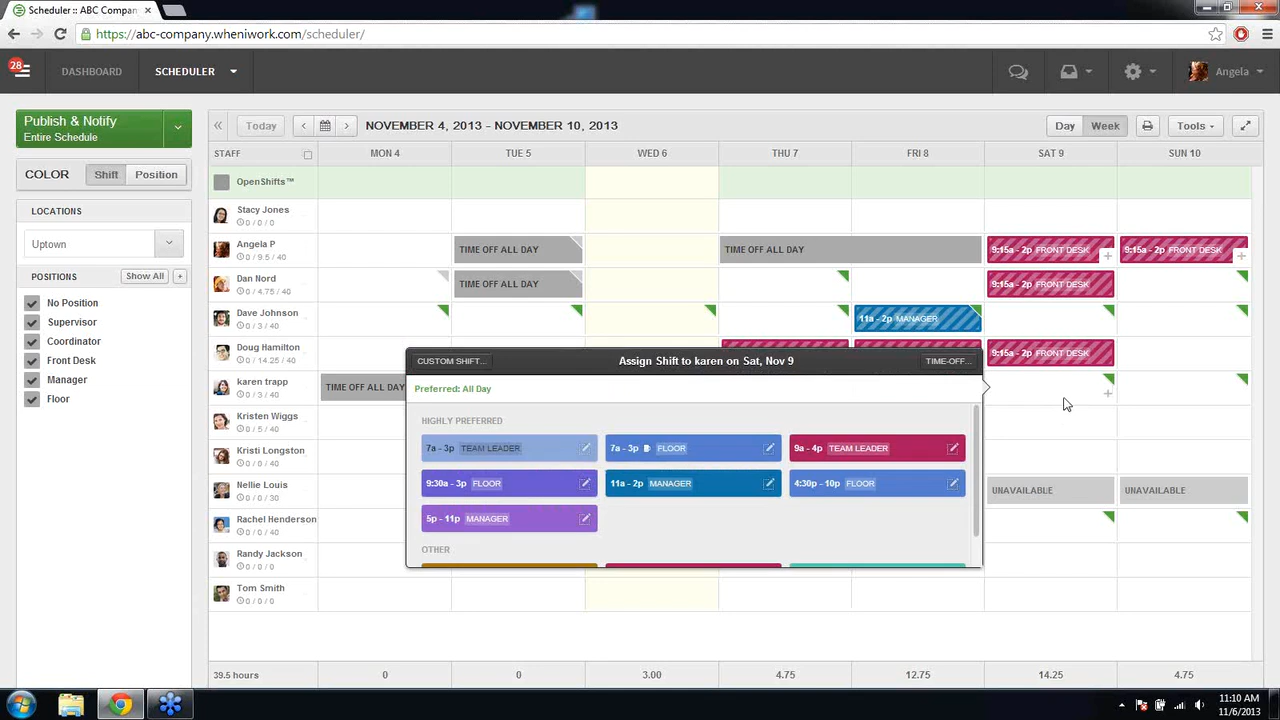 Scheduler :: ABC Compan
https://abc-company.wheniwork.com/scheduler/
28
DASHBOARD
SCHEDULER
Angela
Publish & Notify
Entire Schedule
Today
NOVEMBER 4, 2013 - NOVEMBER 10, 2013
Day
Week
Tools
COLOR
Shift
Position
LOCATIONS
Uptown
POSITIONS
Show All
+
No Position
Supervisor
Coordinator
Front Desk
Manager
Floor
STAFF
MON 4
TUE 5
WED 6
THU 7
FRI 8
SAT 9
SUN 10
OpenShifts™
Stacy Jones
0 / 0 / 0
Angela P
0 / 9.5 / 40
TIME OFF ALL DAY
TIME OFF ALL DAY
9:15a - 2p FRONT DESK
9:15a - 2p FRONT DESK
Dan Nord
0 / 4.75 / 40
TIME OFF ALL DAY
9:15a - 2p FRONT DESK
Dave Johnson
0 / 3 / 40
11a - 2p MANAGER
Doug Hamilton
0 / 14.25 / 40
9:15a - 2p FRONT DESK
karen trapp
0 / 3 / 40
TIME OFF ALL DAY
Kristen Wiggs
0 / 5 / 40
Kristi Longston
0 / 0 / 40
Nellie Louis
0 / 0 / 30
UNAVAILABLE
UNAVAILABLE
Rachel Henderson
0 / 0 / 40
Randy Jackson
0 / 0 / 0
Tom Smith
0 / 0 / 0
CUSTOM SHIFT...
Assign Shift to karen on Sat, Nov 9
TIME-OFF...
Preferred: All Day
HIGHLY PREFERRED
7a - 3p TEAM LEADER
7a - 3p FLOOR
9a - 4p TEAM LEADER
9:30a - 3p FLOOR
11a - 2p MANAGER
4:30p - 10p FLOOR
5p - 11p MANAGER
OTHER
39.5 hours
0
0
3.00
4.75
12.75
14.25
4.75
11:10 AM
11/6/2013